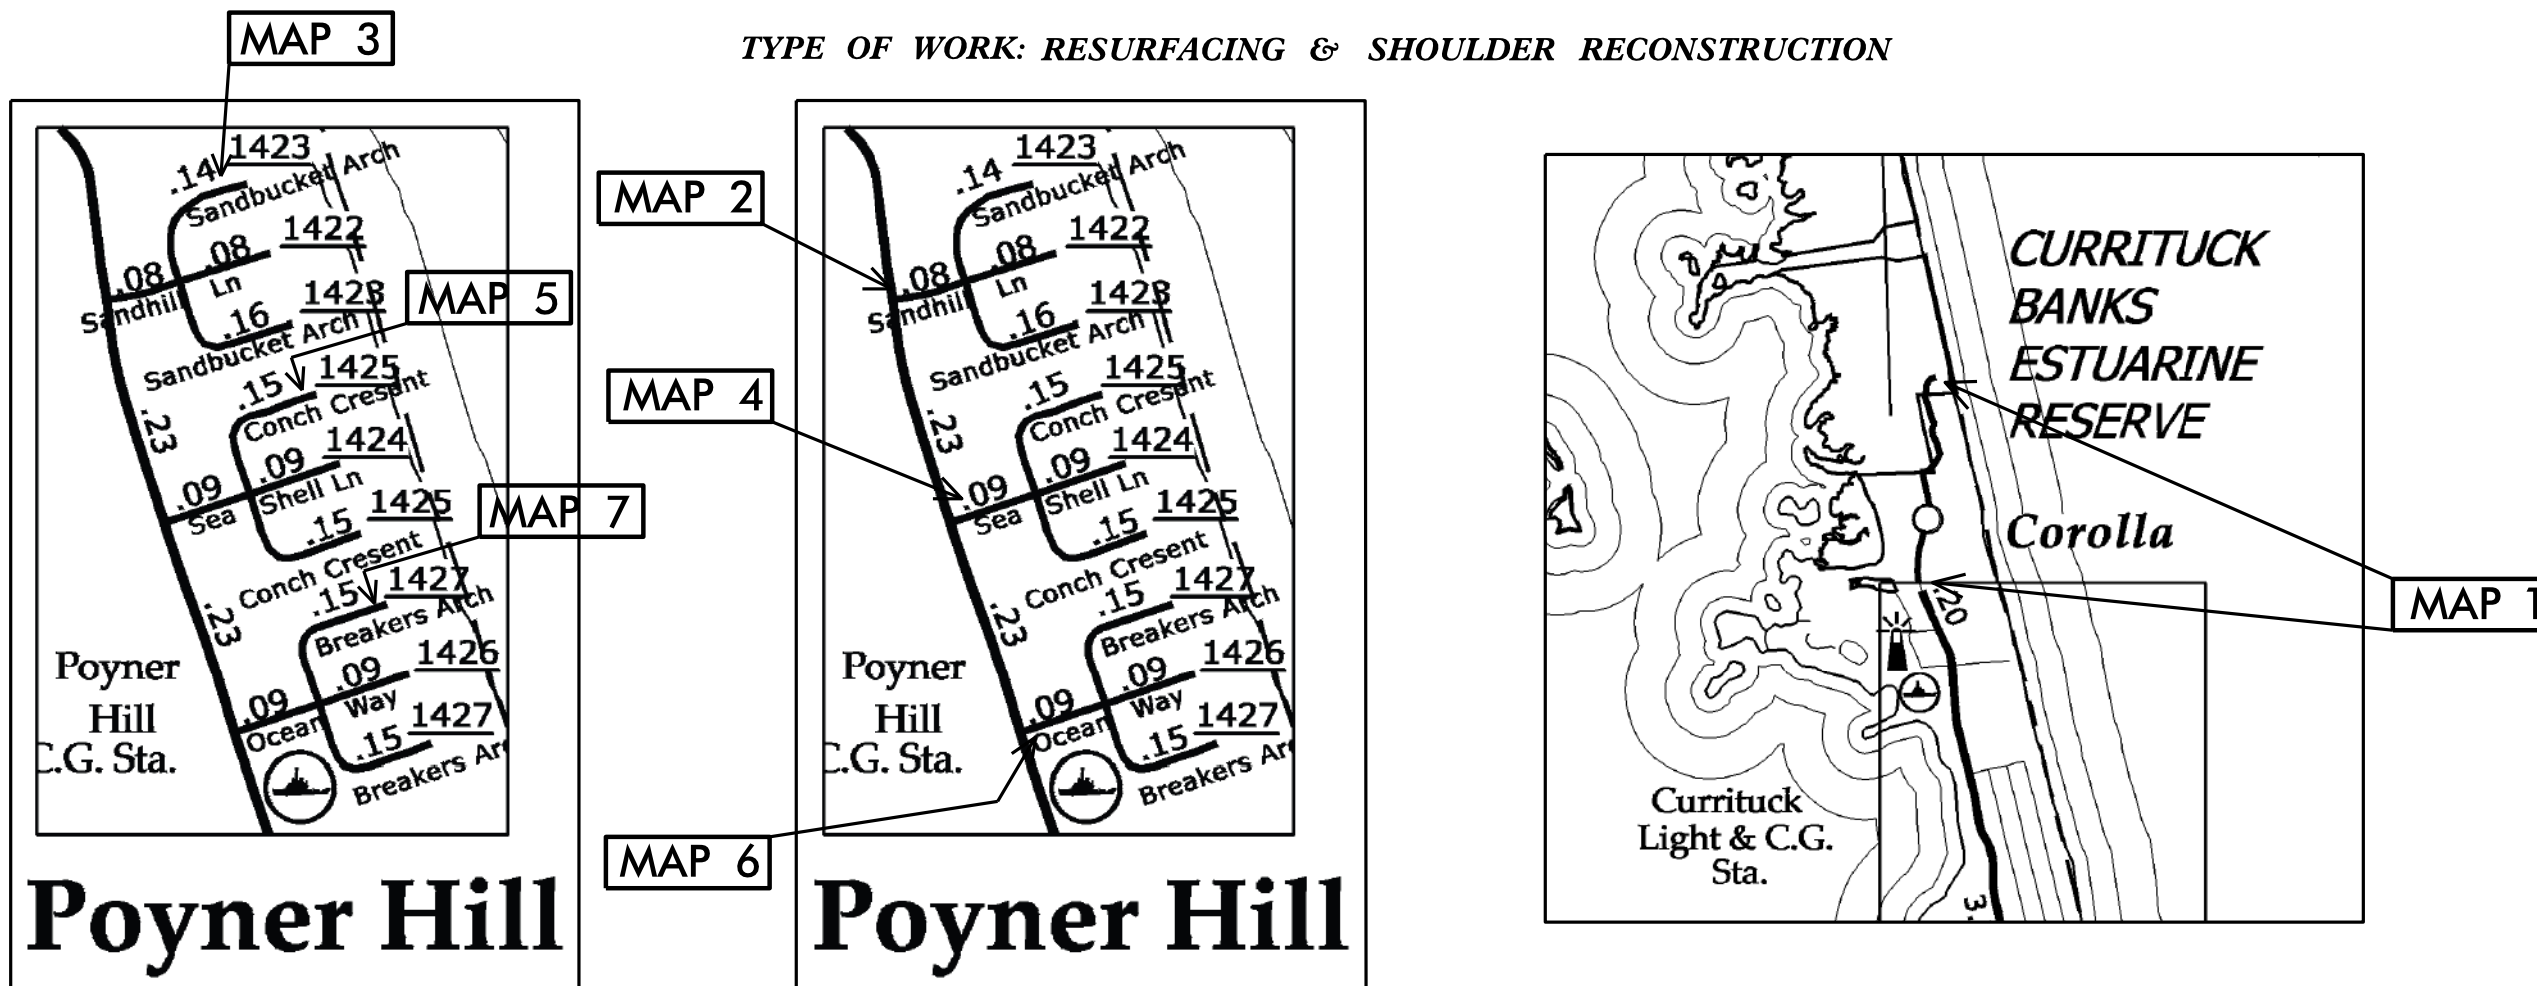 MAP 3
TYPE OF WORK: RESURFACING & SHOULDER RECONSTRUCTION
1423
.14
Sandbucket Arch
1422
.08
.08
Sandhill Ln
1423
.16
Sandbucket Arch
MAP 5
1425
.15
Conch Cresent
.23
1424
.09
.09
Sea Shell Ln
1425
.15
Conch Cresent
MAP 7
1427
.15
Breakers Arch
.23
1426
.09
.09
Ocean Way
1427
.15
Breakers Ar
Poyner
Hill
C.G. Sta.
Poyner Hill
MAP 2
MAP 4
MAP 6
1423
.14
Sandbucket Arch
1422
.08
.08
Sandhill Ln
1423
.16
Sandbucket Arch
1425
.15
Conch Cresent
.23
1424
.09
.09
Sea Shell Ln
1425
.15
Conch Cresent
1427
.15
Breakers Arch
.23
1426
.09
.09
Ocean Way
1427
.15
Breakers Ar
Poyner
Hill
C.G. Sta.
Poyner Hill
CURRITUCK
BANKS
ESTUARINE
RESERVE
Corolla
MAP 1
.20
Currituck
Light & C.G.
Sta.
3.